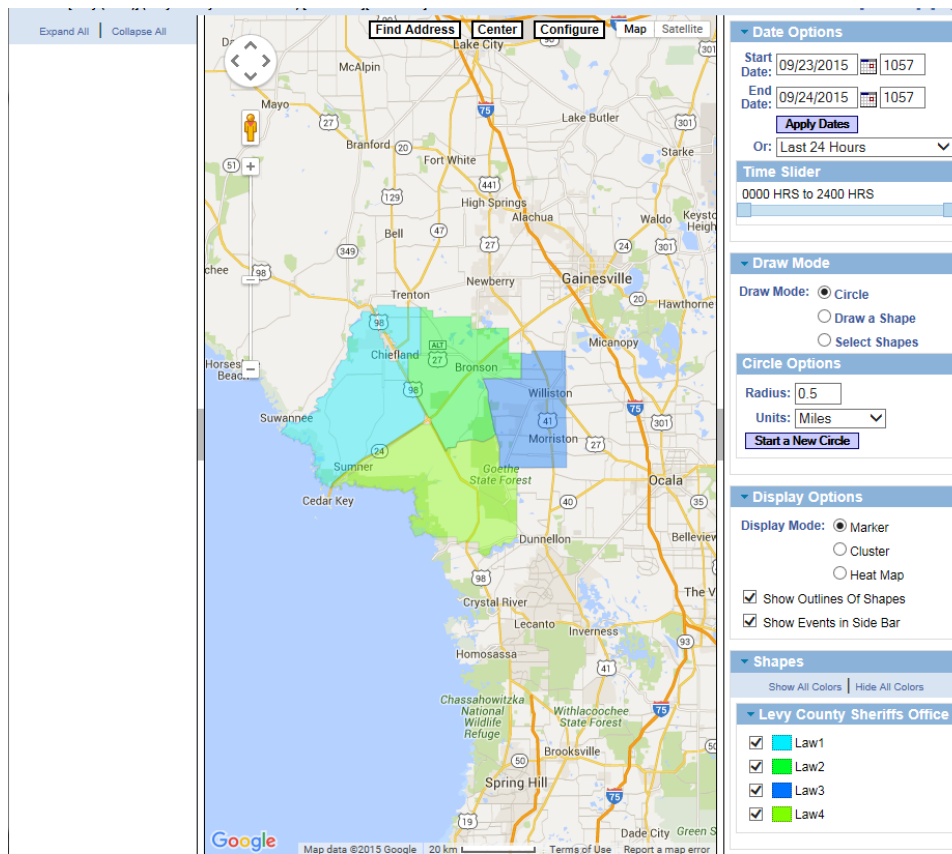 Expand All | Collapse All
Find Address
Center
Configure
Map
Satellite
Lake City
McAlpin
Mayo
Lake Butler
Branford
Starke
Fort White
High Springs
Alachua
Waldo
Bell
Newberry
Gainesville
Trenton
Hawthorne
Micanopy
Chiefland
Bronson
Williston
Suwannee
Morriston
Sumner
Goethe
State Forest
Cedar Key
Ocala
Dunnellon
Crystal River
Lecanto
Inverness
Homosassa
Chassahowitzka
National
Wildlife
Refuge
Withlacoochee
State Forest
Brooksville
Spring Hill
Dade City
Google
Map data ©2015 Google
20 km
Terms of Use
Report a map error
Date Options
Start
Date: 09/23/2015 1057
End
Date: 09/24/2015 1057
Apply Dates
Or: Last 24 Hours
Time Slider
0000 HRS to 2400 HRS
Draw Mode
Draw Mode: Circle
Draw a Shape
Select Shapes
Circle Options
Radius: 0.5
Units: Miles
Start a New Circle
Display Options
Display Mode: Marker
Cluster
Heat Map
Show Outlines Of Shapes
Show Events in Side Bar
Shapes
Show All Colors | Hide All Colors
Levy County Sheriffs Office
Law1
Law2
Law3
Law4